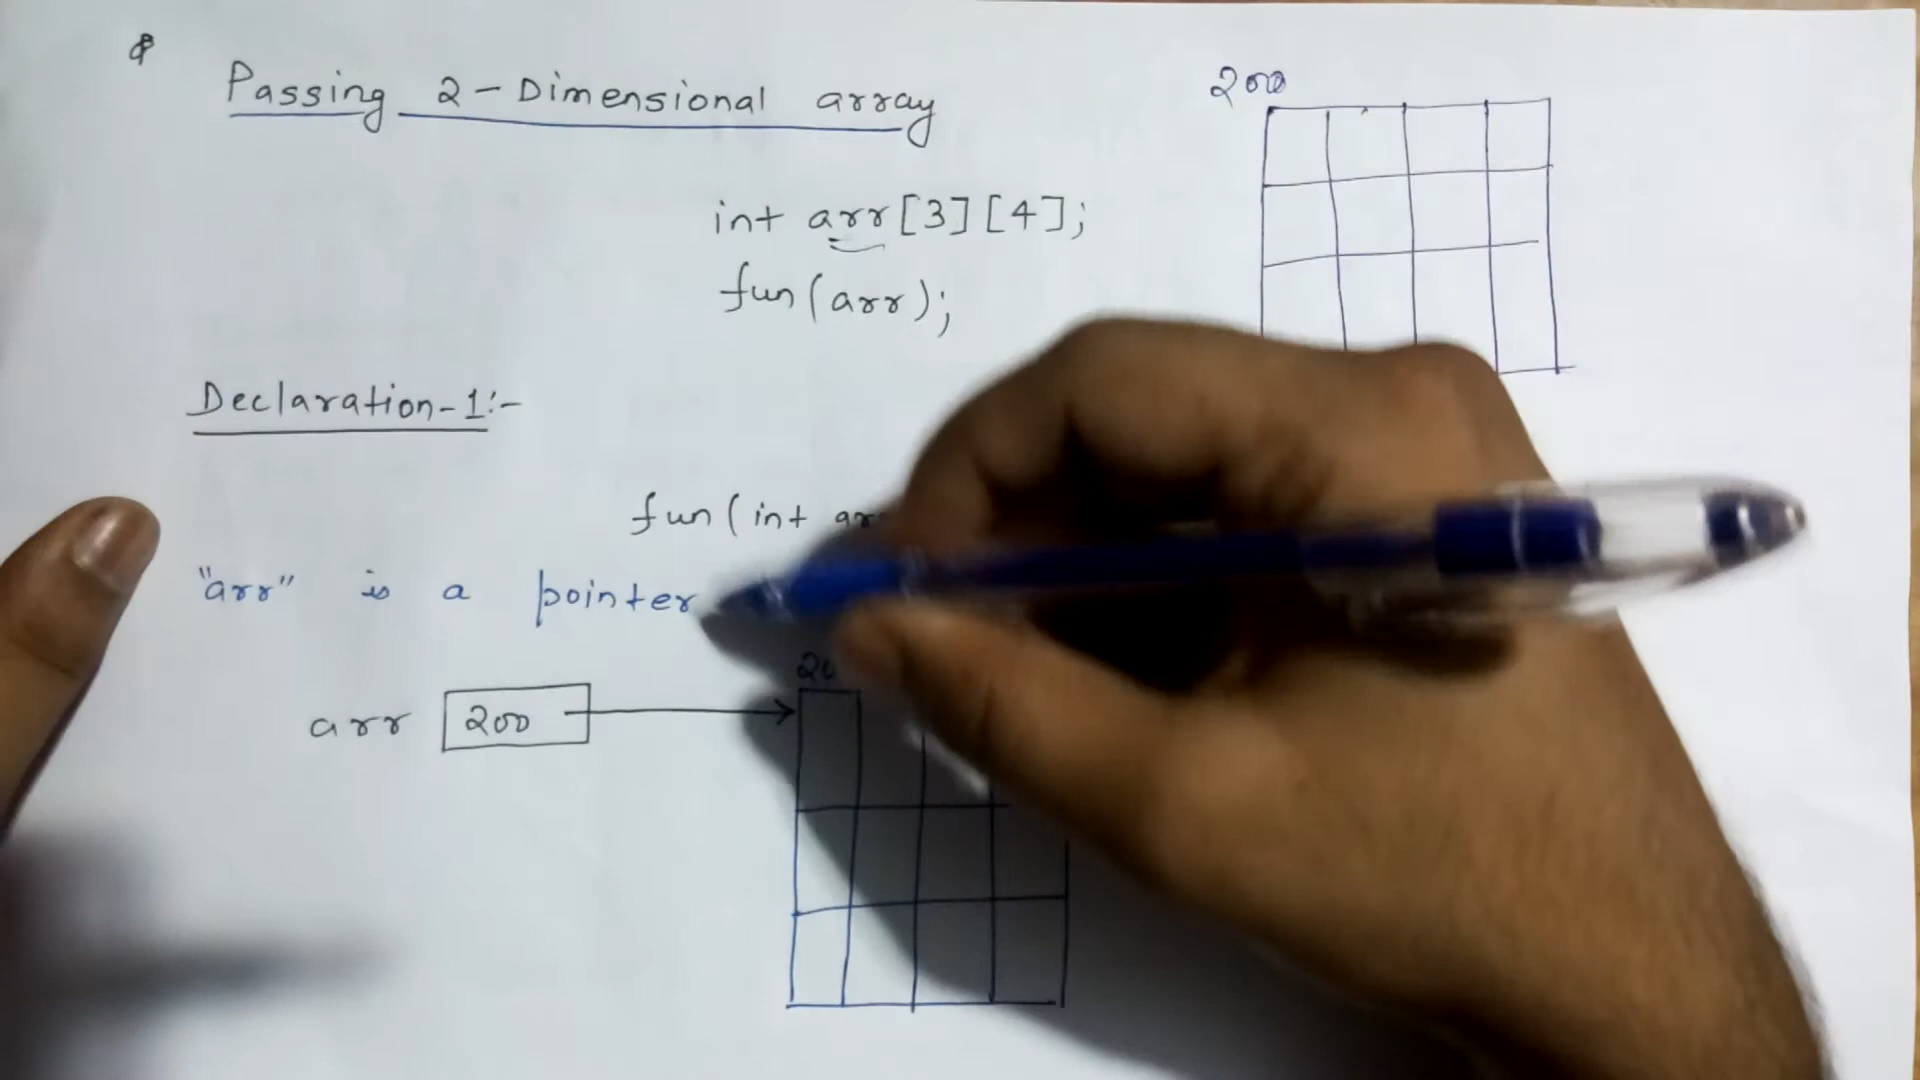 Passing 2-Dimensional array
200
int arr[3][4];
fun(arr);
Declaration-1:-
fun(int
"arr" is a pointer
arr 200